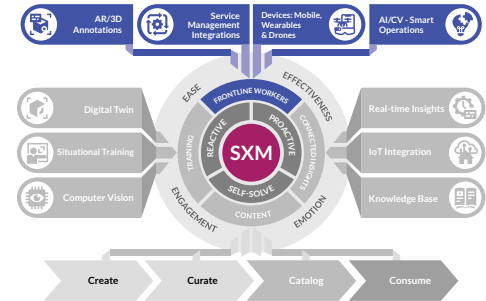 AR/3D
Annotations
Service
Management
Integrations
Devices: Mobile,
Wearables
& Drones
AI/CV - Smart
Operations
EASE
EFFECTIVENESS
FRONTLINE WORKERS
Digital Twin
Situational Training
Computer Vision
TRAINING
REACTIVE
PROACTIVE
CONNECTED INSIGHTS
SXM
SELF-SOLVE
CONTENT
ENGAGEMENT
EMOTION
Real-time Insights
IoT Integration
Knowledge Base
Create
Curate
Catalog
Consume